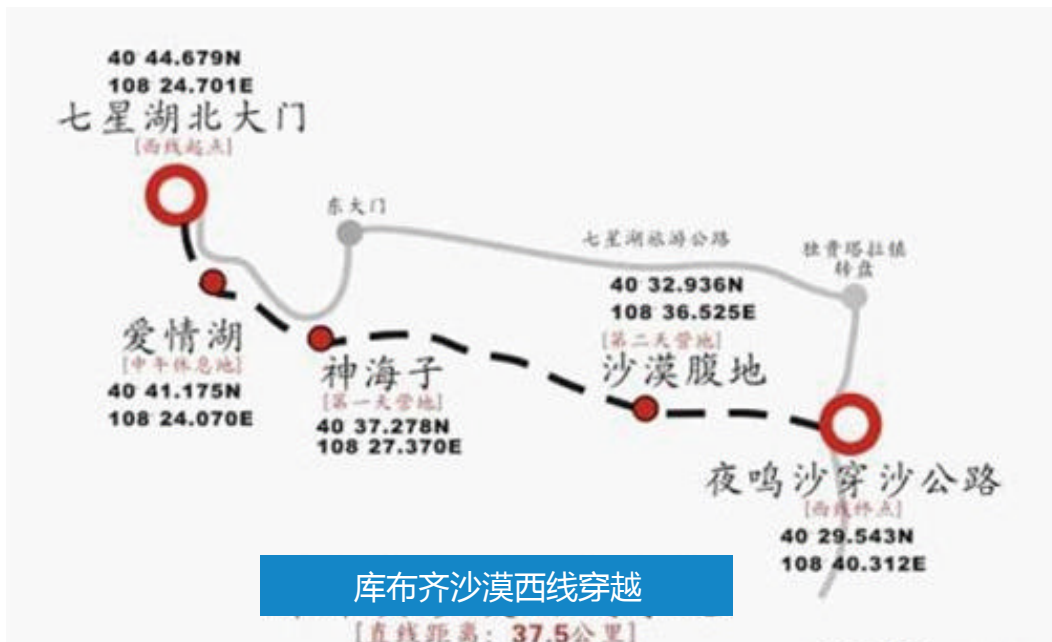 40 44.679N
108 24.701E
七星湖北大门
[西线起点]
东大门
七星湖旅游公路
独贵塔拉镇
转盘
40 32.936N
108 36.525E
[第二天营地]
沙漠腹地
爱情湖
[中午休息地]
40 41.175N
108 24.070E
神海子
[第一天营地]
40 37.278N
108 27.370E
夜鸣沙穿沙公路
[西线终点]
40 29.543N
108 40.312E
库布齐沙漠西线穿越
[直线距离：37.5公里]